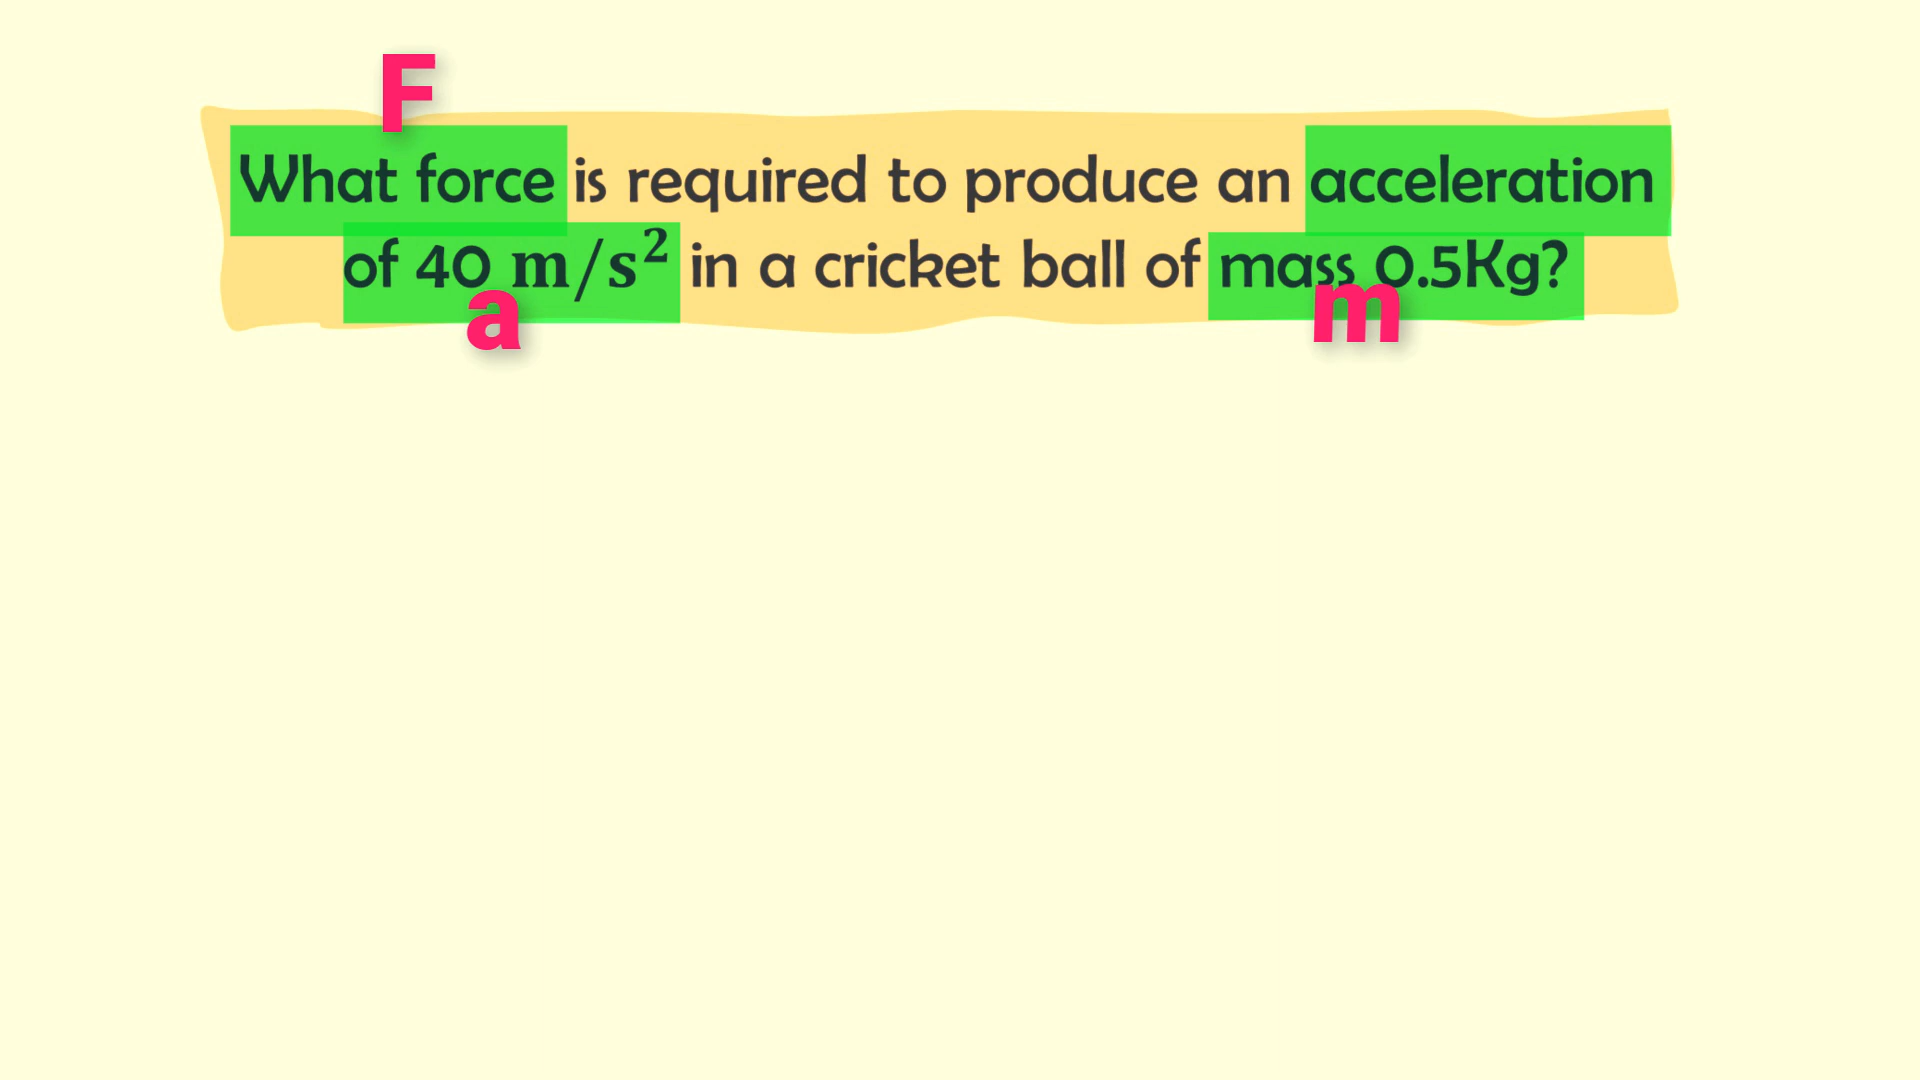 F
What force is required to produce an acceleration
of 40 m/s² in a cricket ball of mass 0.5Kg?
a m